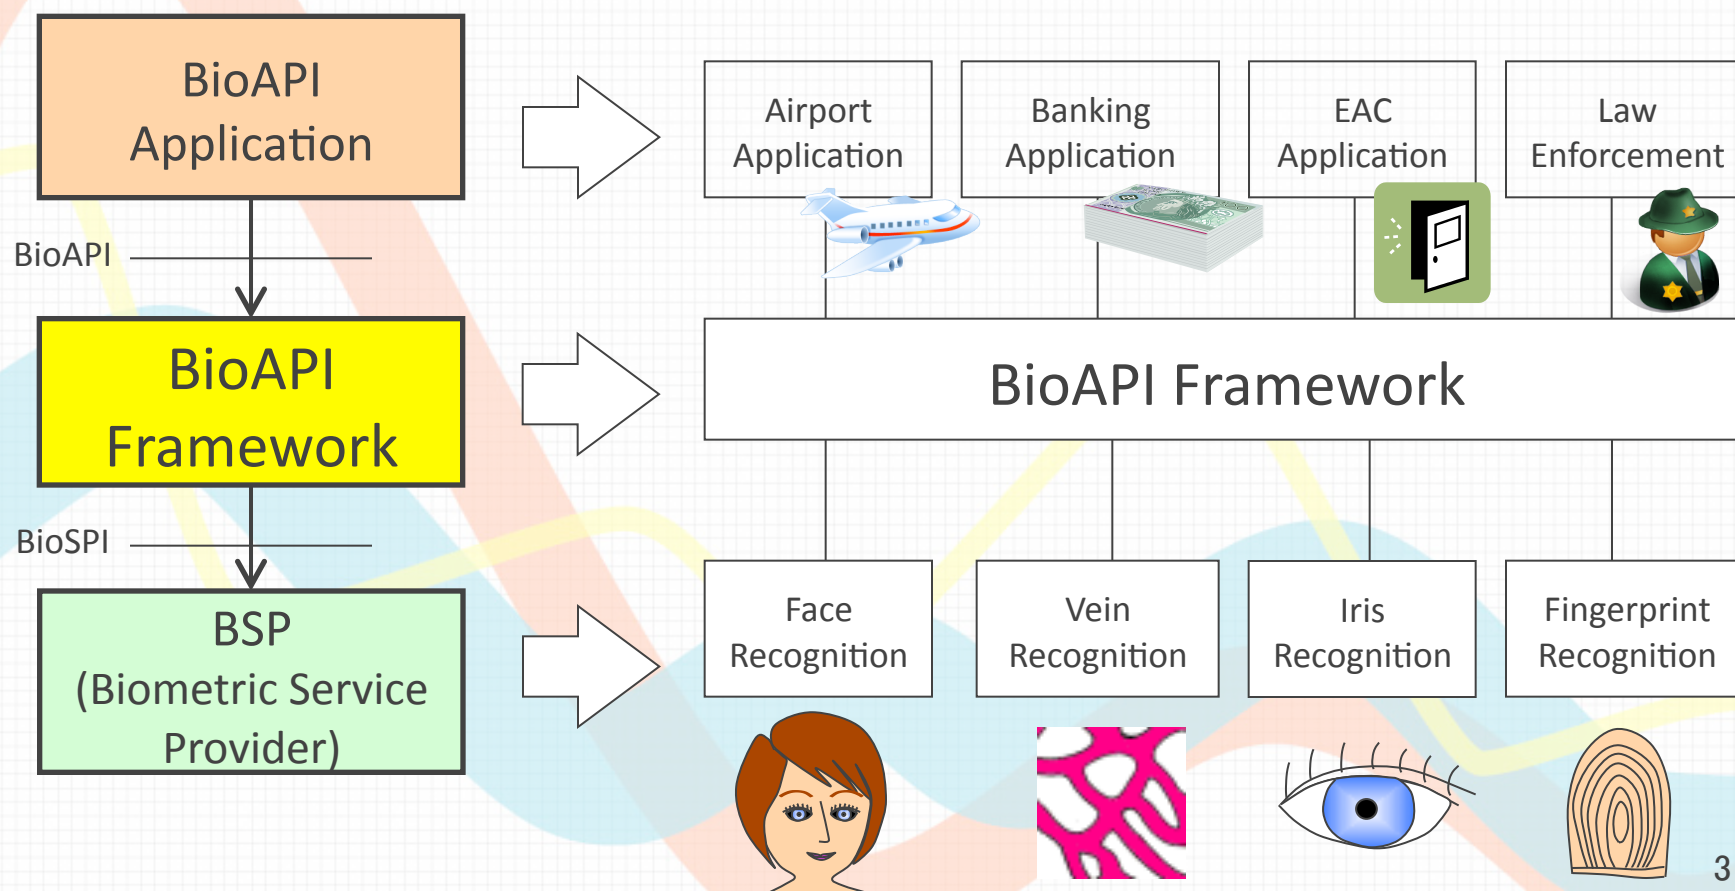 BioAPI
Application
BioAPI
BioAPI
Framework
BioSPI
BSP
(Biometric Service
Provider)
Airport
Application
Banking
Application
EAC
Application
Law
Enforcement
BioAPI Framework
Face
Recognition
Vein
Recognition
Iris
Recognition
Fingerprint
Recognition
3